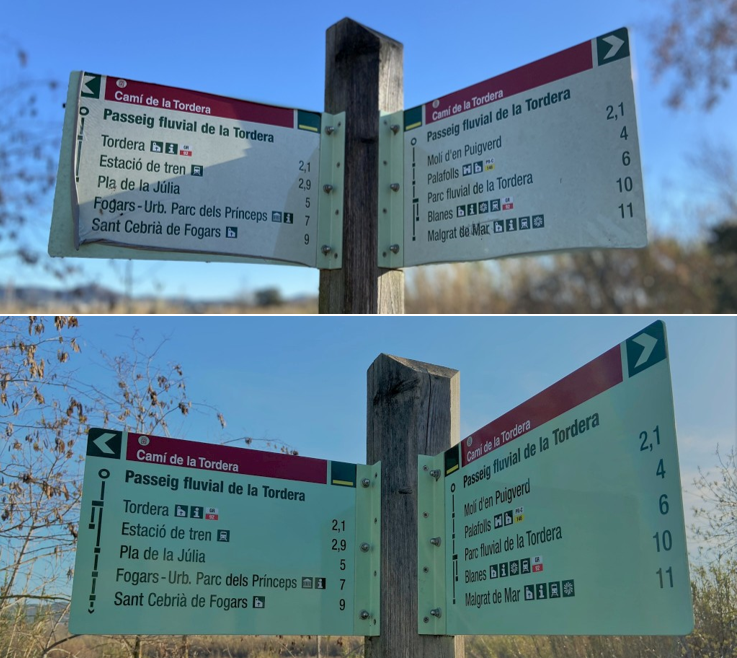 Camí de la Tordera
Passeig fluvial de la Tordera
Tordera
Estació de tren 2,1
Pla de la Júlia 2,9
Fogars-Urb. Parc dels Prínceps 5
7
Sant Cebrià de Fogars 9
Camí de la Tordera
Passeig fluvial de la Tordera 2,1
Molí d'en Puigverd 4
Palafolls 6
Parc fluvial de la Tordera 10
Blanes 11
Malgrat de Mar
Camí de la Tordera
Passeig fluvial de la Tordera
Tordera 2,1
Estació de tren 2,9
Pla de la Júlia 5
Fogars-Urb. Parc dels Prínceps 7
Sant Cebrià de Fogars 9
Camí de la Tordera
Passeig fluvial de la Tordera
Molí d'en Puigverd 2,1
Palafolls 4
Parc fluvial de la Tordera 6
Blanes 10
Malgrat de Mar 11